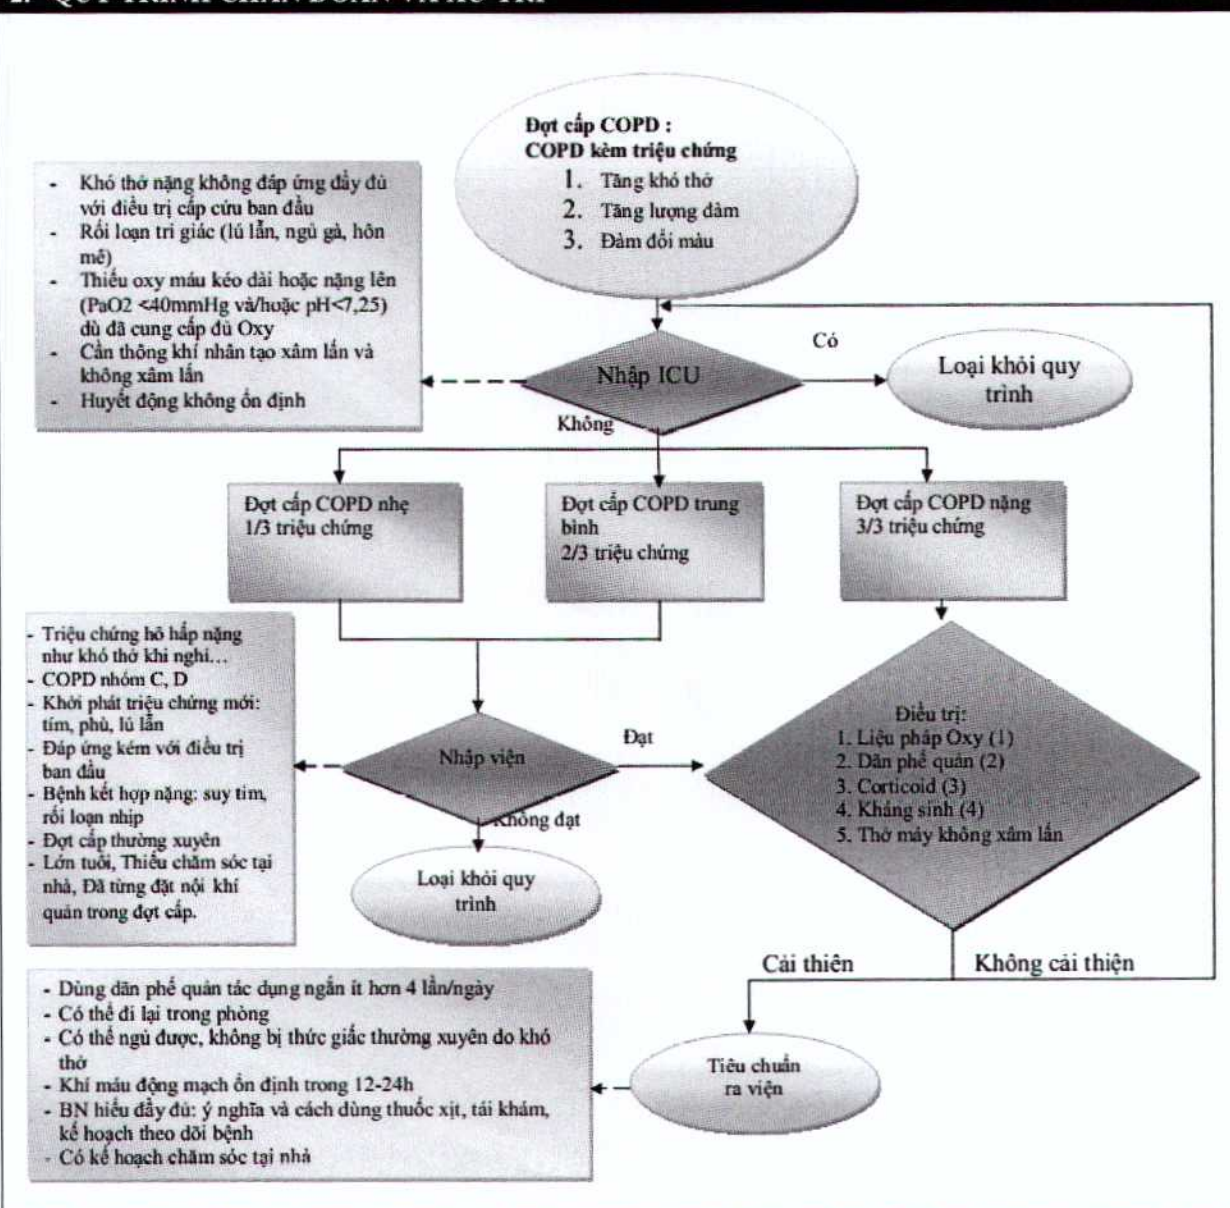 Đợt cấp COPD :
COPD kèm triệu chứng
1. Tăng khó thở
2. Tăng lượng đàm
3. Đàm đổi màu
- Khó thở nặng không đáp ứng đầy đủ
với điều trị cấp cứu ban đầu
- Rối loạn tri giác (lú lẫn, ngủ gà, hôn
mê)
- Thiếu oxy máu kéo dài hoặc nặng lên
(PaO2 <40mmHg và/hoặc pH<7,25)
dù đã cung cấp đủ Oxy
- Cần thông khí nhân tạo xâm lấn và
không xâm lấn
- Huyết động không ổn định
Nhập ICU
Có
Loại khỏi quy
trình
Không
Đợt cấp COPD nhẹ
1/3 triệu chứng
Đợt cấp COPD trung
bình
2/3 triệu chứng
Đợt cấp COPD nặng
3/3 triệu chứng
- Triệu chứng hô hấp nặng
như khó thở khi nghỉ...
- COPD nhóm C, D
- Khởi phát triệu chứng mới:
tím, phù, lú lẫn
- Đáp ứng kém với điều trị
ban đầu
- Bệnh kết hợp nặng: suy tim,
rối loạn nhịp
- Đợt cấp thường xuyên
- Lớn tuổi, Thiếu chăm sóc tại
nhà, Đã từng đặt nội khí
quản trong đợt cấp.
Nhập viện
Đạt
Không đạt
Loại khỏi quy
trình
Điều trị:
1. Liệu pháp Oxy (1)
2. Dãn phế quản (2)
3. Corticoid (3)
4. Kháng sinh (4)
5. Thở máy không xâm lấn
Cải thiên
Không cải thiện
Tiêu chuẩn
ra viện
- Dùng dãn phế quản tác dụng ngắn ít hơn 4 lần/ngày
- Có thể đi lại trong phòng
- Có thể ngủ được, không bị thức giấc thường xuyên do khó
thở
- Khí máu động mạch ổn định trong 12-24h
- BN hiểu đầy đủ: ý nghĩa và cách dùng thuốc xịt, tái khám,
kế hoạch theo dõi bệnh
- Có kế hoạch chăm sóc tại nhà